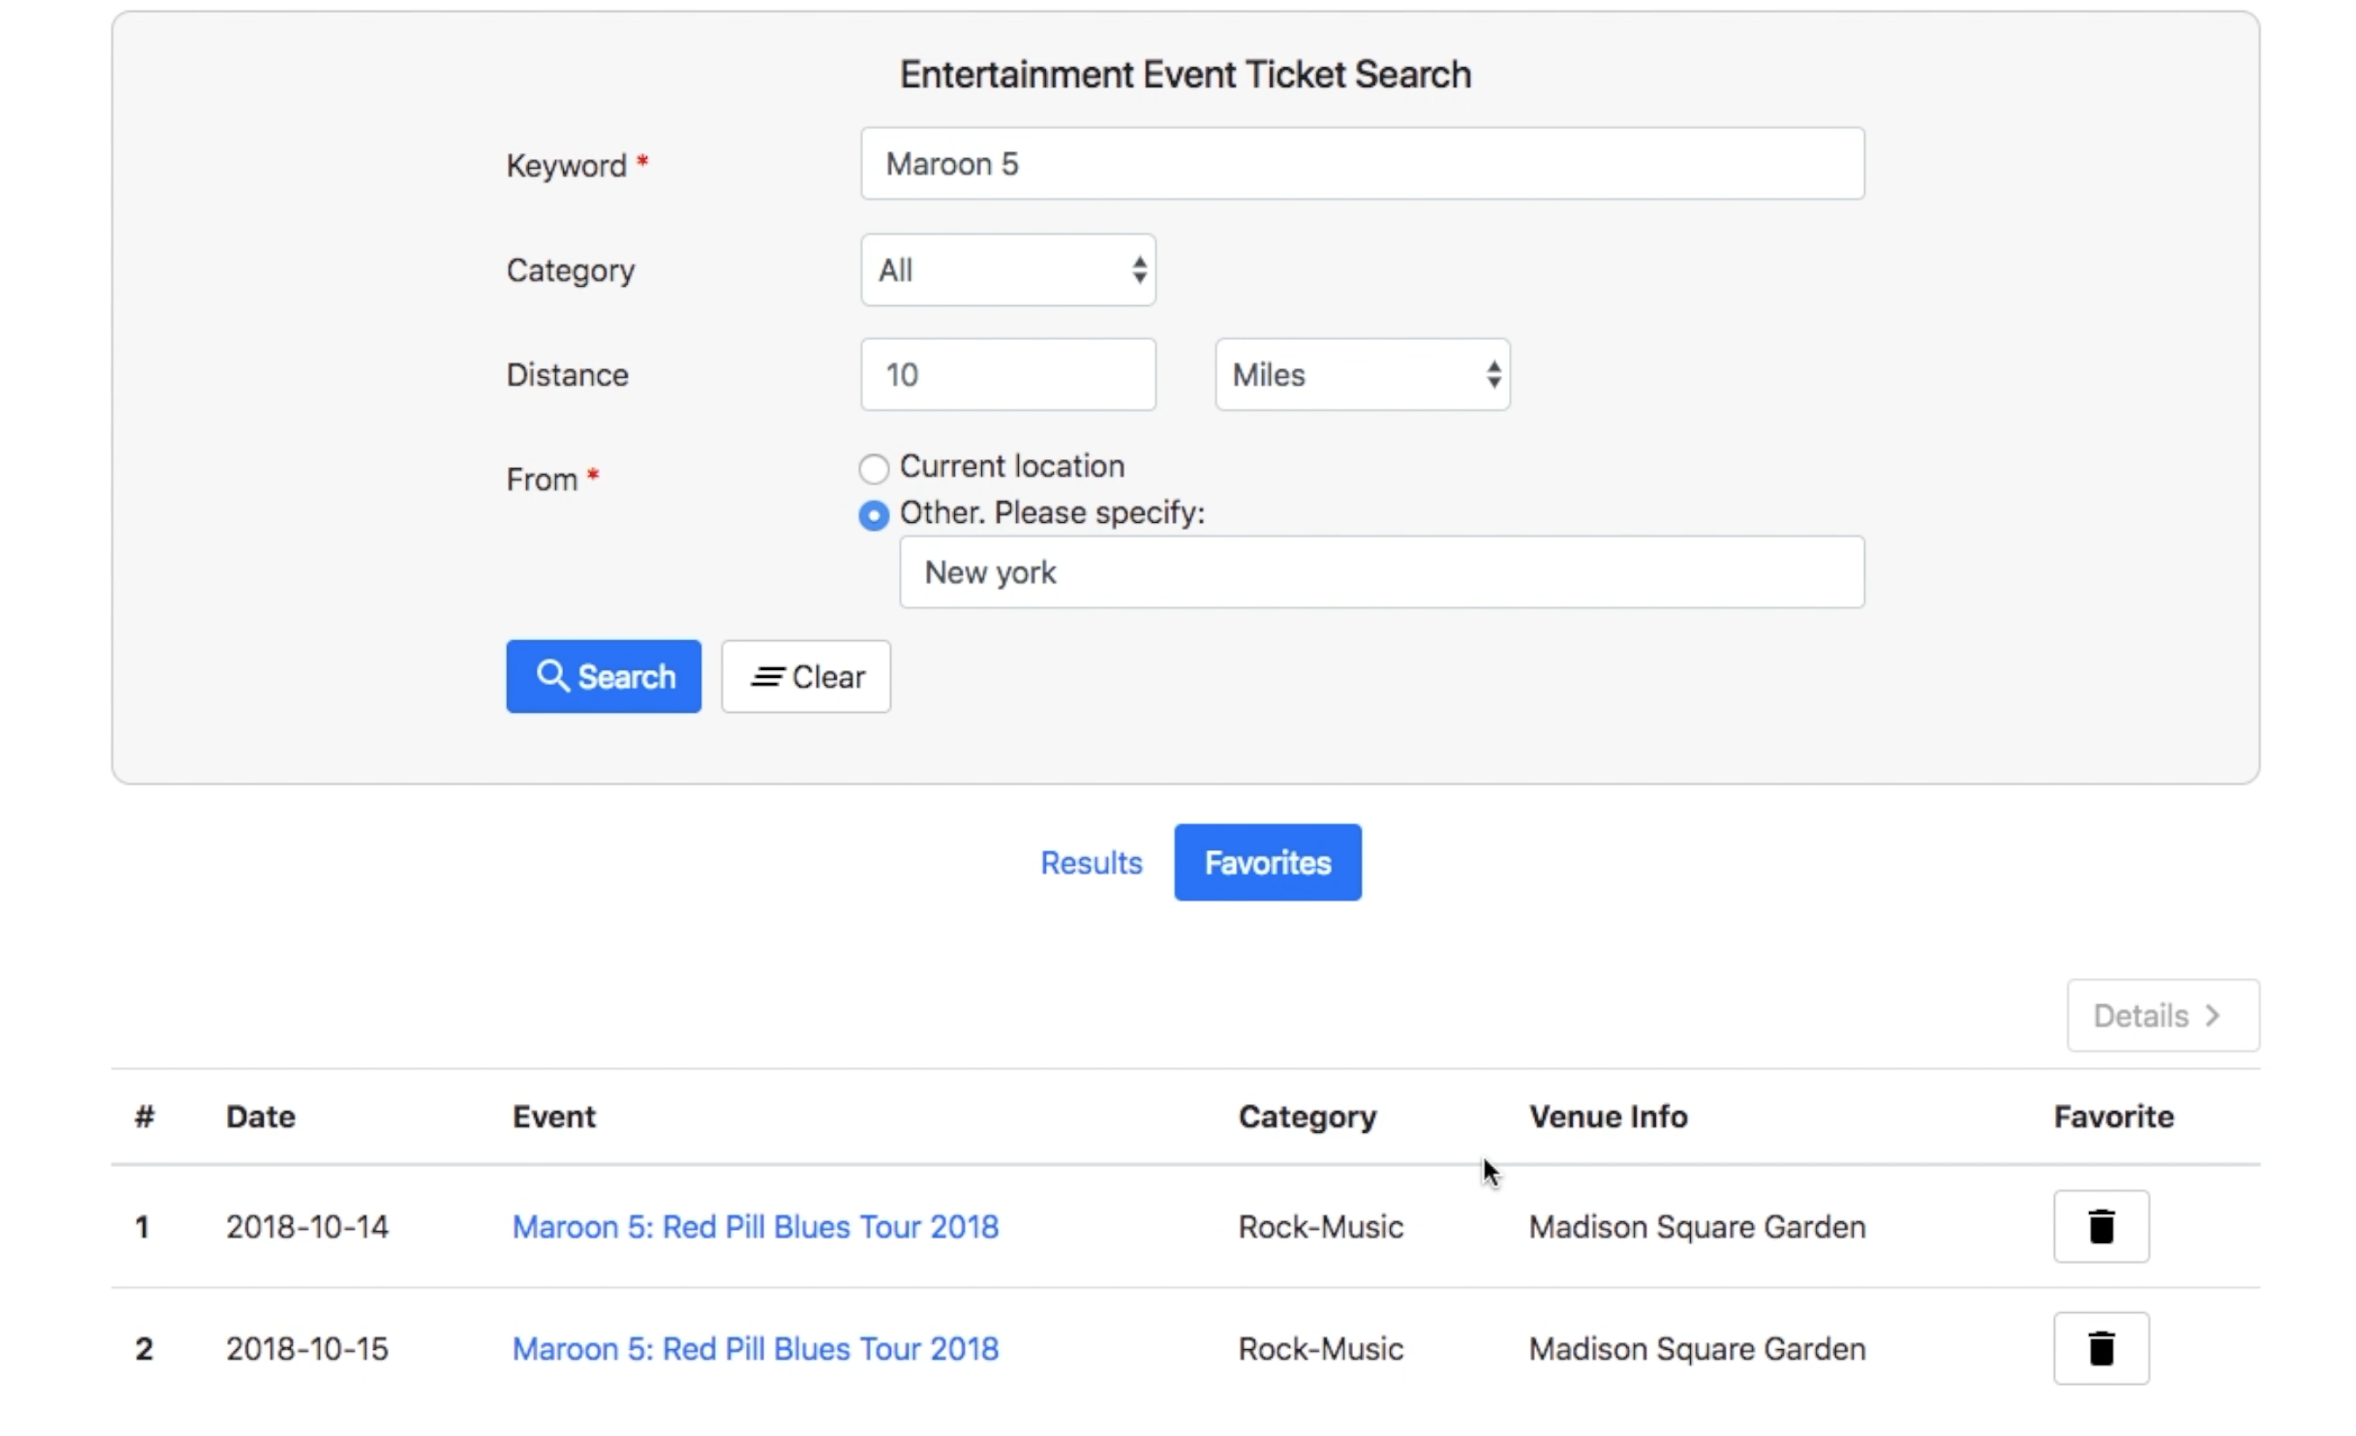 Entertainment Event Ticket Search
Keyword *
Maroon 5
Category
All
Distance
10
Miles
From *
Current location
Other. Please specify:
New york
Search
Clear
Results
Favorites
Details
# Date Event Category Venue Info Favorite
1 2018-10-14 Maroon 5: Red Pill Blues Tour 2018 Rock-Music Madison Square Garden
2 2018-10-15 Maroon 5: Red Pill Blues Tour 2018 Rock-Music Madison Square Garden